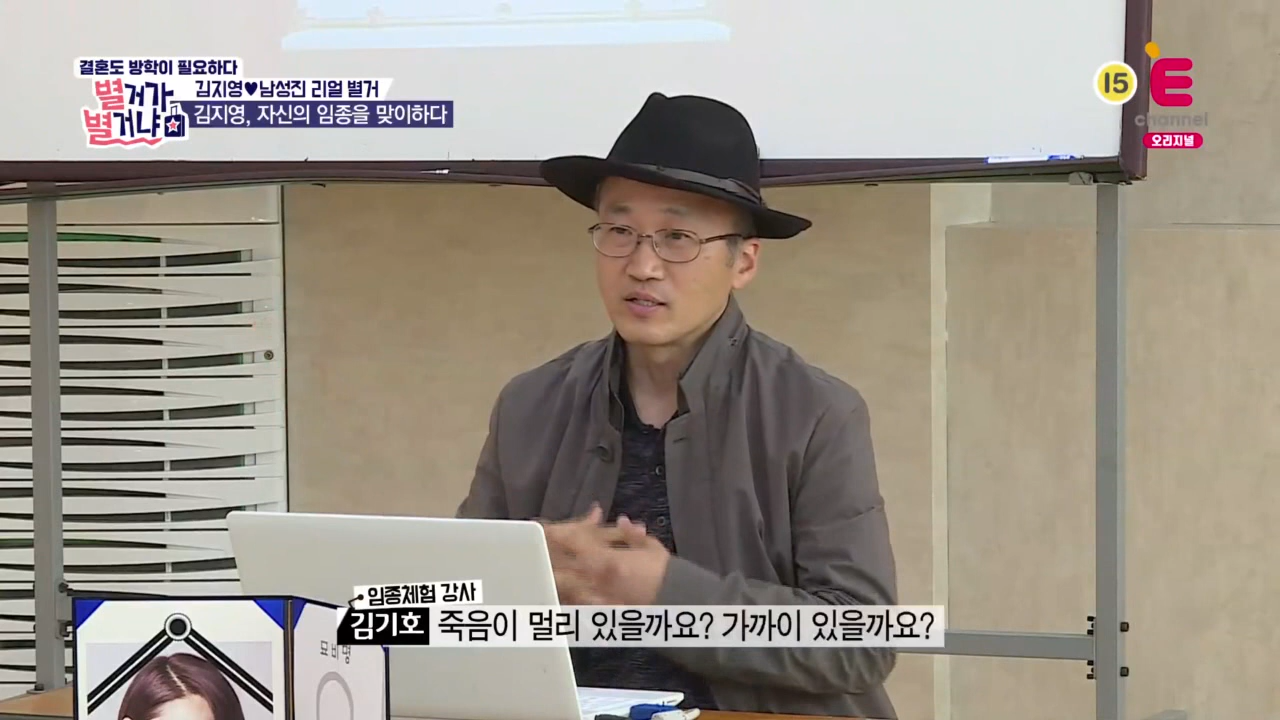 결혼도 방학이 필요하다
별거가
별거냐
김지영♥남성진 리얼 별거
김지영, 자신의 임종을 맞이하다
15
E
channel
오리지널
임종체험 강사
김기호 죽음이 멀리 있을까요? 가까이 있을까요?
묘비명